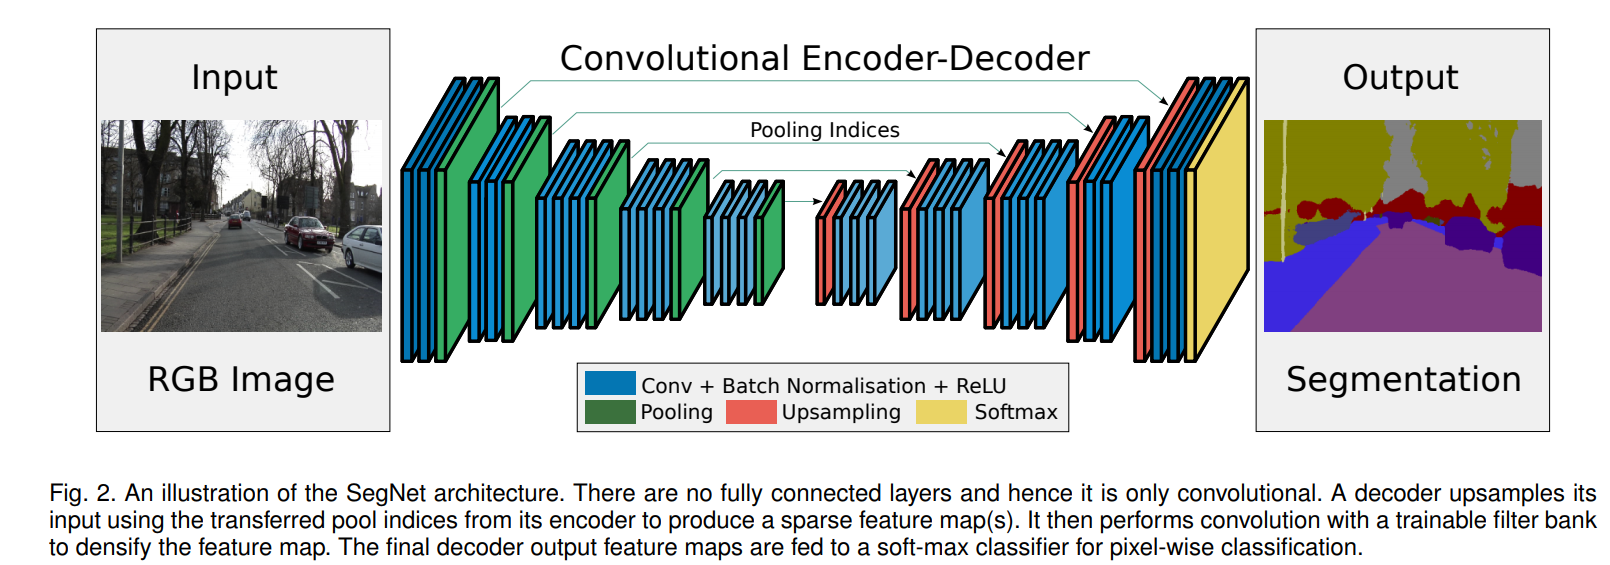 Input
RGB Image
Convolutional Encoder-Decoder
Pooling Indices
Conv + Batch Normalisation + ReLU
Pooling
Upsampling
Softmax
Output
Segmentation
Fig. 2. An illustration of the SegNet architecture. There are no fully connected layers and hence it is only convolutional. A decoder upsamples its
input using the transferred pool indices from its encoder to produce a sparse feature map(s). It then performs convolution with a trainable filter bank
to densify the feature map. The final decoder output feature maps are fed to a soft-max classifier for pixel-wise classification.